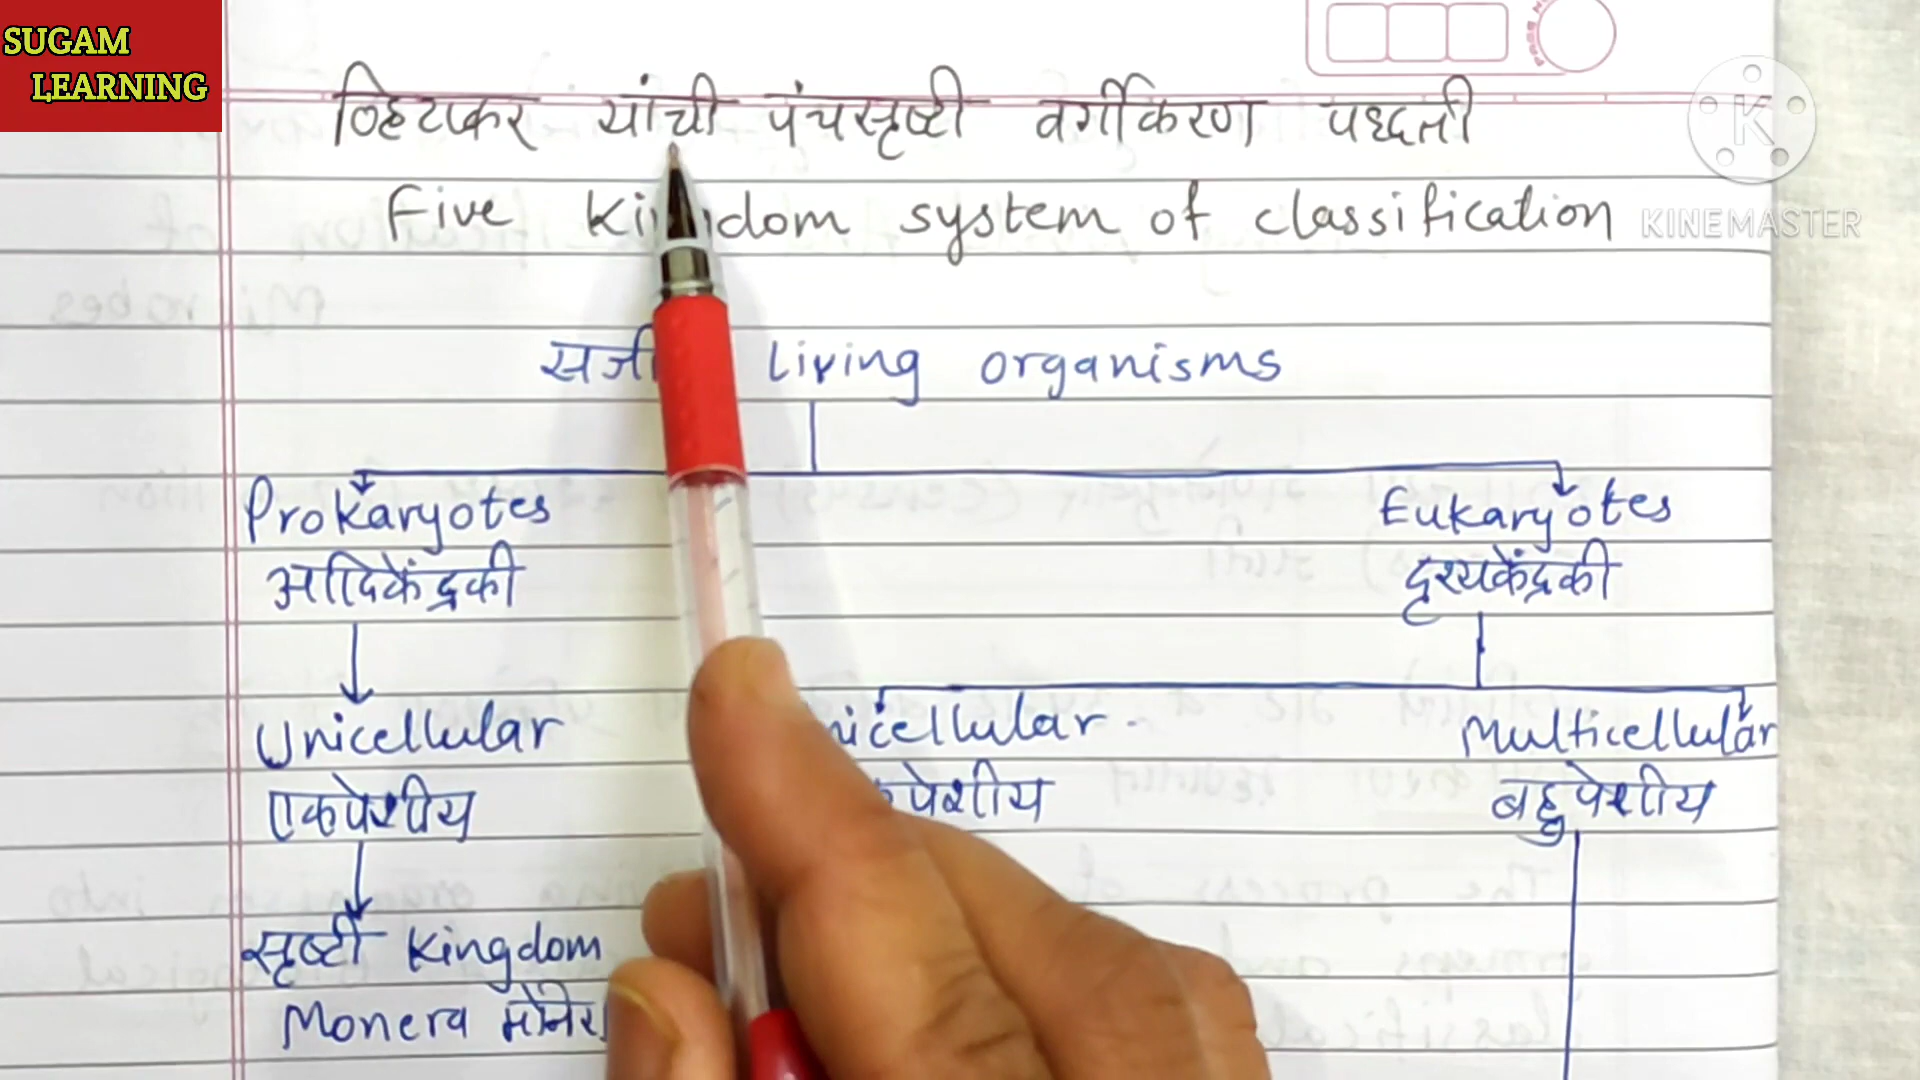 SUGAM
LEARNING
व्हिटाकर यांची पंचसृष्टी वर्गीकिरण पध्दती
Five Kingdom system of classification
KINEMASTER
Living organisms
Prokaryotes
आदिकेंद्रकी
Eukaryotes
दृश्यकेंद्रकी
Unicellular
एकपेशीय
Multicellular
बहुपेशीय
सृष्टी Kingdom
Monera